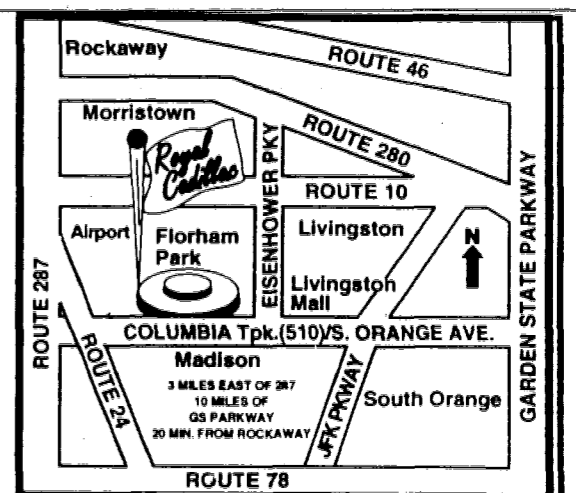 Rockaway
ROUTE 46
Morristown
ROUTE 280
Royal
Cadillac
EISENHOWER PKY
ROUTE 10
GARDEN STATE PARKWAY
Airport
Florham
Park
Livingston
N
Livingston
Mall
ROUTE 287
COLUMBIA Tpk.(510)/S. ORANGE AVE.
ROUTE 24
Madison
3 MILES EAST OF 287
10 MILES OF
GS PARKWAY
20 MIN. FROM ROCKAWAY
JFK PKWAY
South Orange
ROUTE 78